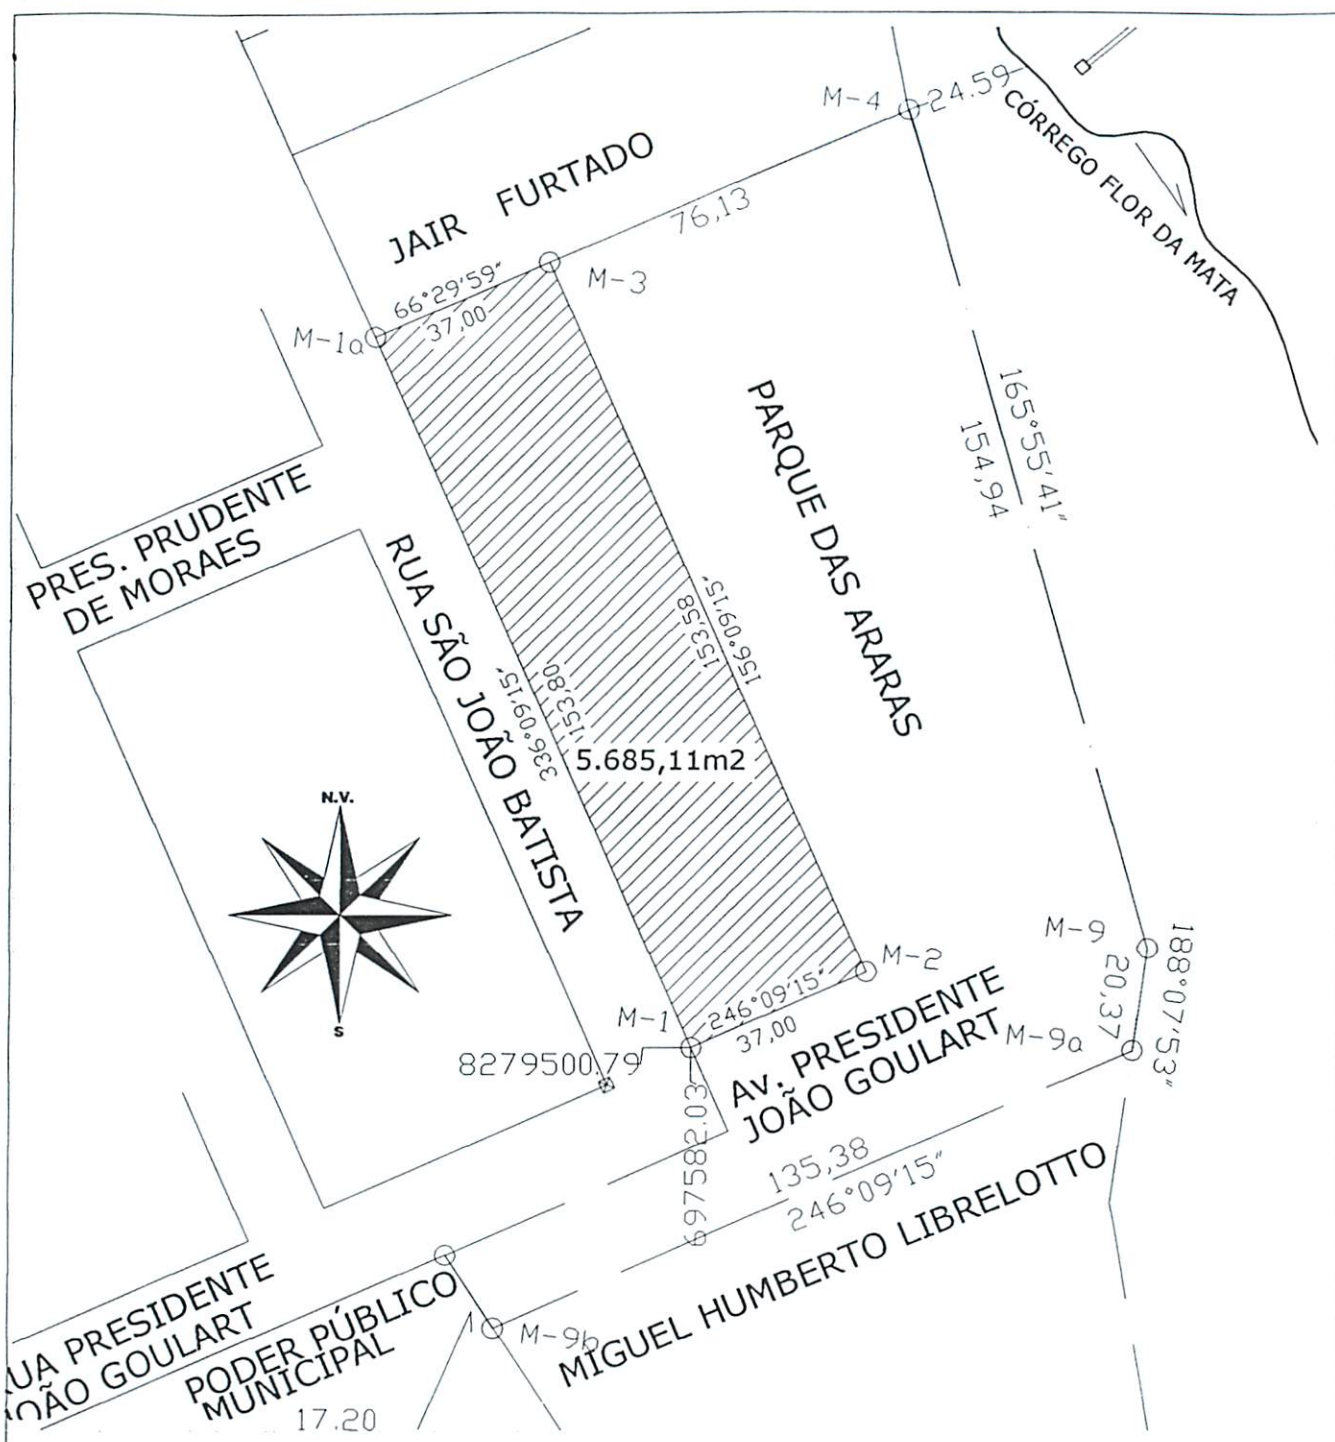 M-4
24.59
CÓRREGO FLOR DA MATA
JAIR FURTADO
76,13
M-3
66°29'59"
37,00
M-1a
165°55'41"
154,94
PARQUE DAS ARARAS
PRES. PRUDENTE
DE MORAES
RUA SÃO JOÃO BATISTA
156°09'15"
153,58
153,80
336°09'15"
5.685,11m2
N.V.
S
M-9
188°07'53"
20,37
M-9a
M-2
246°09'15"
37,00
M-1
8279500.79
697582.03
AV. PRESIDENTE
JOÃO GOULART
135,38
246°09'15"
MIGUEL HUMBERTO LIBRELOTTO
UA PRESIDENTE
OÃO GOULART
PODER PÚBLICO
MUNICIPAL
1
M-9b
17.20